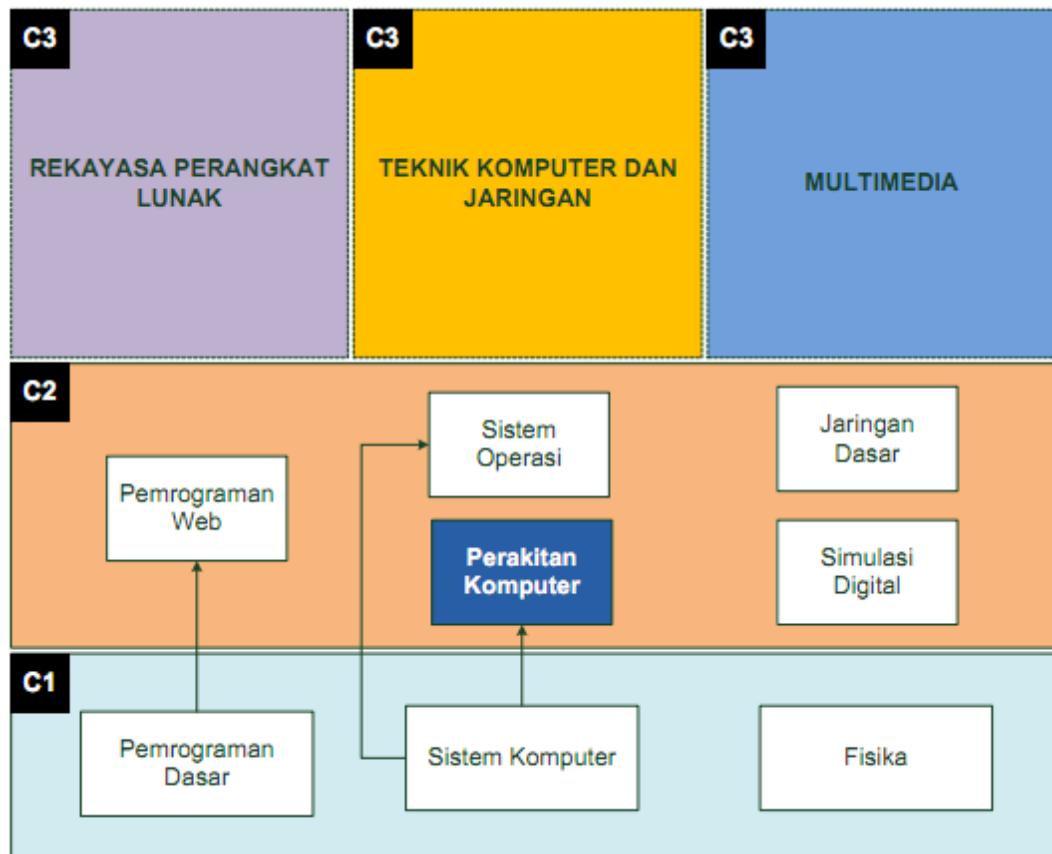 C3
REKAYASA PERANGKAT
LUNAK
C3
TEKNIK KOMPUTER DAN
JARINGAN
C3
MULTIMEDIA
C2
Pemrograman
Web
Sistem
Operasi
Perakitan
Komputer
Jaringan
Dasar
Simulasi
Digital
C1
Pemrograman
Dasar
Sistem Komputer
Fisika